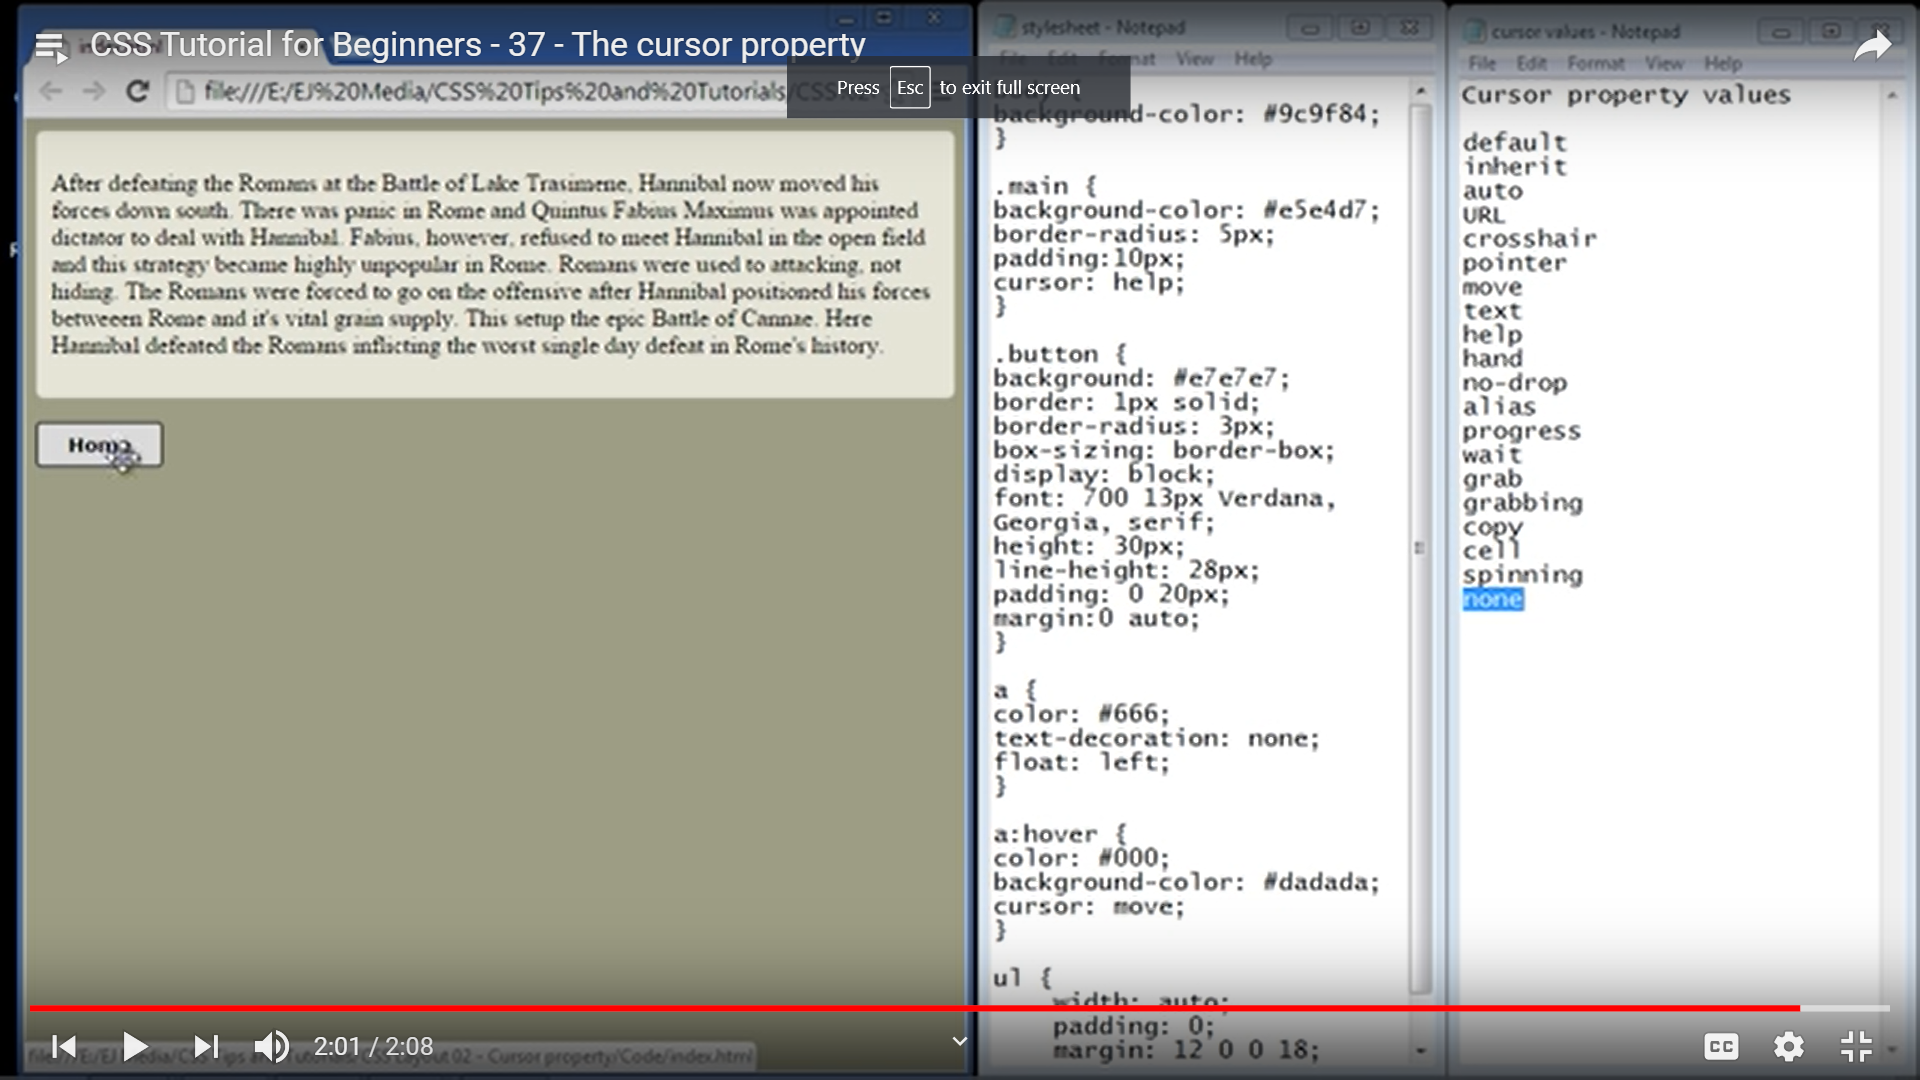 CSS Tutorial for Beginners - 37 - The cursor property
Press Esc to exit full screen
file:///E:/EJ%20Media/CSS%20Tips%20and%20Tutorials/CSS
After defeating the Romans at the Battle of Lake Trasimene, Hannibal now moved his
forces down south. There was panic in Rome and Quintus Fabius Maximus was appointed
dictator to deal with Hannibal. Fabius, however, refused to meet Hannibal in the open field
and this strategy became highly unpopular in Rome. Romans were used to attacking, not
hiding. The Romans were forced to go on the offensive after Hannibal positioned his forces
betweeen Rome and it's vital grain supply. This setup the epic Battle of Cannae. Here
Hannibal defeated the Romans inflicting the worst single day defeat in Rome's history.
Home
stylesheet - Notepad
File Edit Format View Help
background-color: #9c9f84;
}
.main {
background-color: #e5e4d7;
border-radius: 5px;
padding:10px;
cursor: help;
}
.button {
background: #e7e7e7;
border: 1px solid;
border-radius: 3px;
box-sizing: border-box;
display: block;
font: 700 13px Verdana,
Georgia, serif;
height: 30px;
line-height: 28px;
padding: 0 20px;
margin:0 auto;
}
a {
color: #666;
text-decoration: none;
float: left;
}
a:hover {
color: #000;
background-color: #dadada;
cursor: move;
}
ul {
width: auto;
padding: 0;
margin: 12 0 0 18;
cursor values - Notepad
File Edit Format View Help
Cursor property values
default
inherit
auto
URL
crosshair
pointer
move
text
help
hand
no-drop
alias
progress
wait
grab
grabbing
copy
cell
spinning
none
2:01 / 2:08
CC